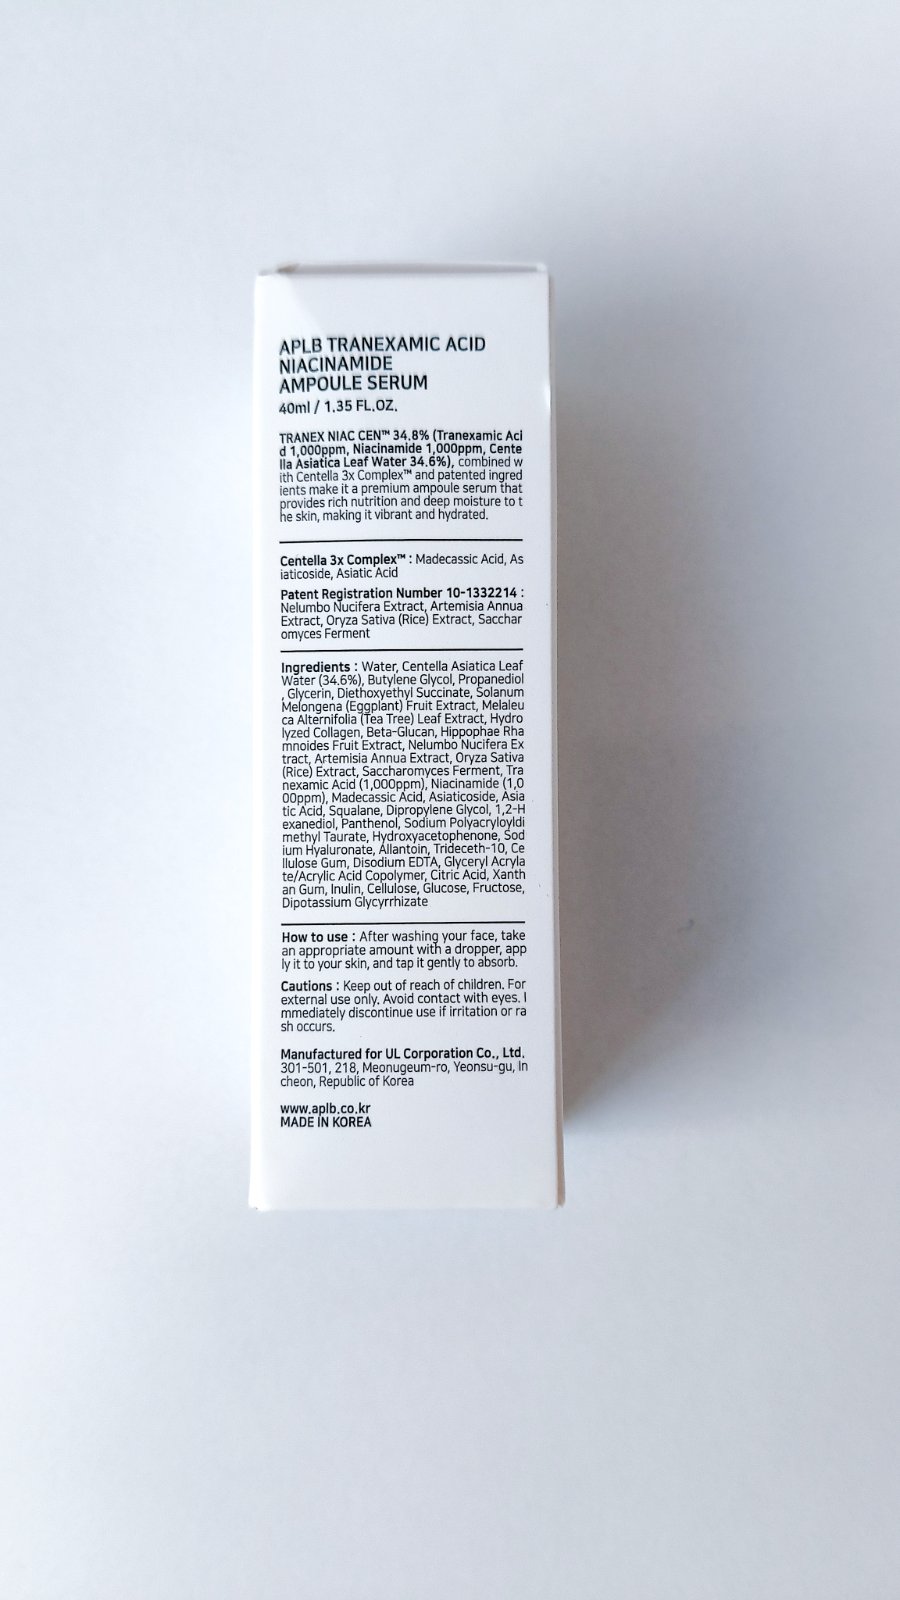 APLB TRANEXAMIC ACID
NIACINAMIDE
AMPOULE SERUM
40ml / 1.35 FL.OZ.
TRANEX NIAC CEN™ 34.8% (Tranexamic Aci
d 1,000ppm, Niacinamide 1,000ppm, Cente
lla Asiatica Leaf Water 34.6%), combined w
ith Centella 3x Complex™ and patented ingred
ients make it a premium ampoule serum that
provides rich nutrition and deep moisture to t
he skin, making it vibrant and hydrated.
Centella 3x Complex™ : Madecassic Acid, As
iaticoside, Asiatic Acid
Patent Registration Number 10-1332214 :
Nelumbo Nucifera Extract, Artemisia Annua
Extract, Oryza Sativa (Rice) Extract, Sacchar
omyces Ferment
Ingredients : Water, Centella Asiatica Leaf
Water (34.6%), Butylene Glycol, Propanediol
, Glycerin, Diethoxyethyl Succinate, Solanum
Melongena (Eggplant) Fruit Extract, Melaleu
ca Alternifolia (Tea Tree) Leaf Extract, Hydro
lyzed Collagen, Beta-Glucan, Hippophae Rha
mnoides Fruit Extract, Nelumbo Nucifera Ex
tract, Artemisia Annua Extract, Oryza Sativa
(Rice) Extract, Saccharomyces Ferment, Tra
nexamic Acid (1,000ppm), Niacinamide (1,0
00ppm), Madecassic Acid, Asiaticoside, Asia
tic Acid, Squalane, Dipropylene Glycol, 1,2-H
exanediol, Panthenol, Sodium Polyacryloyldi
methyl Taurate, Hydroxyacetophenone, Sod
ium Hyaluronate, Allantoin, Trideceth-10, Ce
llulose Gum, Disodium EDTA, Glyceryl Acryla
te/Acrylic Acid Copolymer, Citric Acid, Xanth
an Gum, Inulin, Cellulose, Glucose, Fructose,
Dipotassium Glycyrrhizate
How to use : After washing your face, take
an appropriate amount with a dropper, app
ly it to your skin, and tap it gently to absorb.
Cautions : Keep out of reach of children. For
external use only. Avoid contact with eyes. I
mmediately discontinue use if irritation or ra
sh occurs.
Manufactured for UL Corporation Co., Ltd.
301-501, 218, Meonugeum-ro, Yeonsu-gu, In
cheon, Republic of Korea
www.aplb.co.kr
MADE IN KOREA